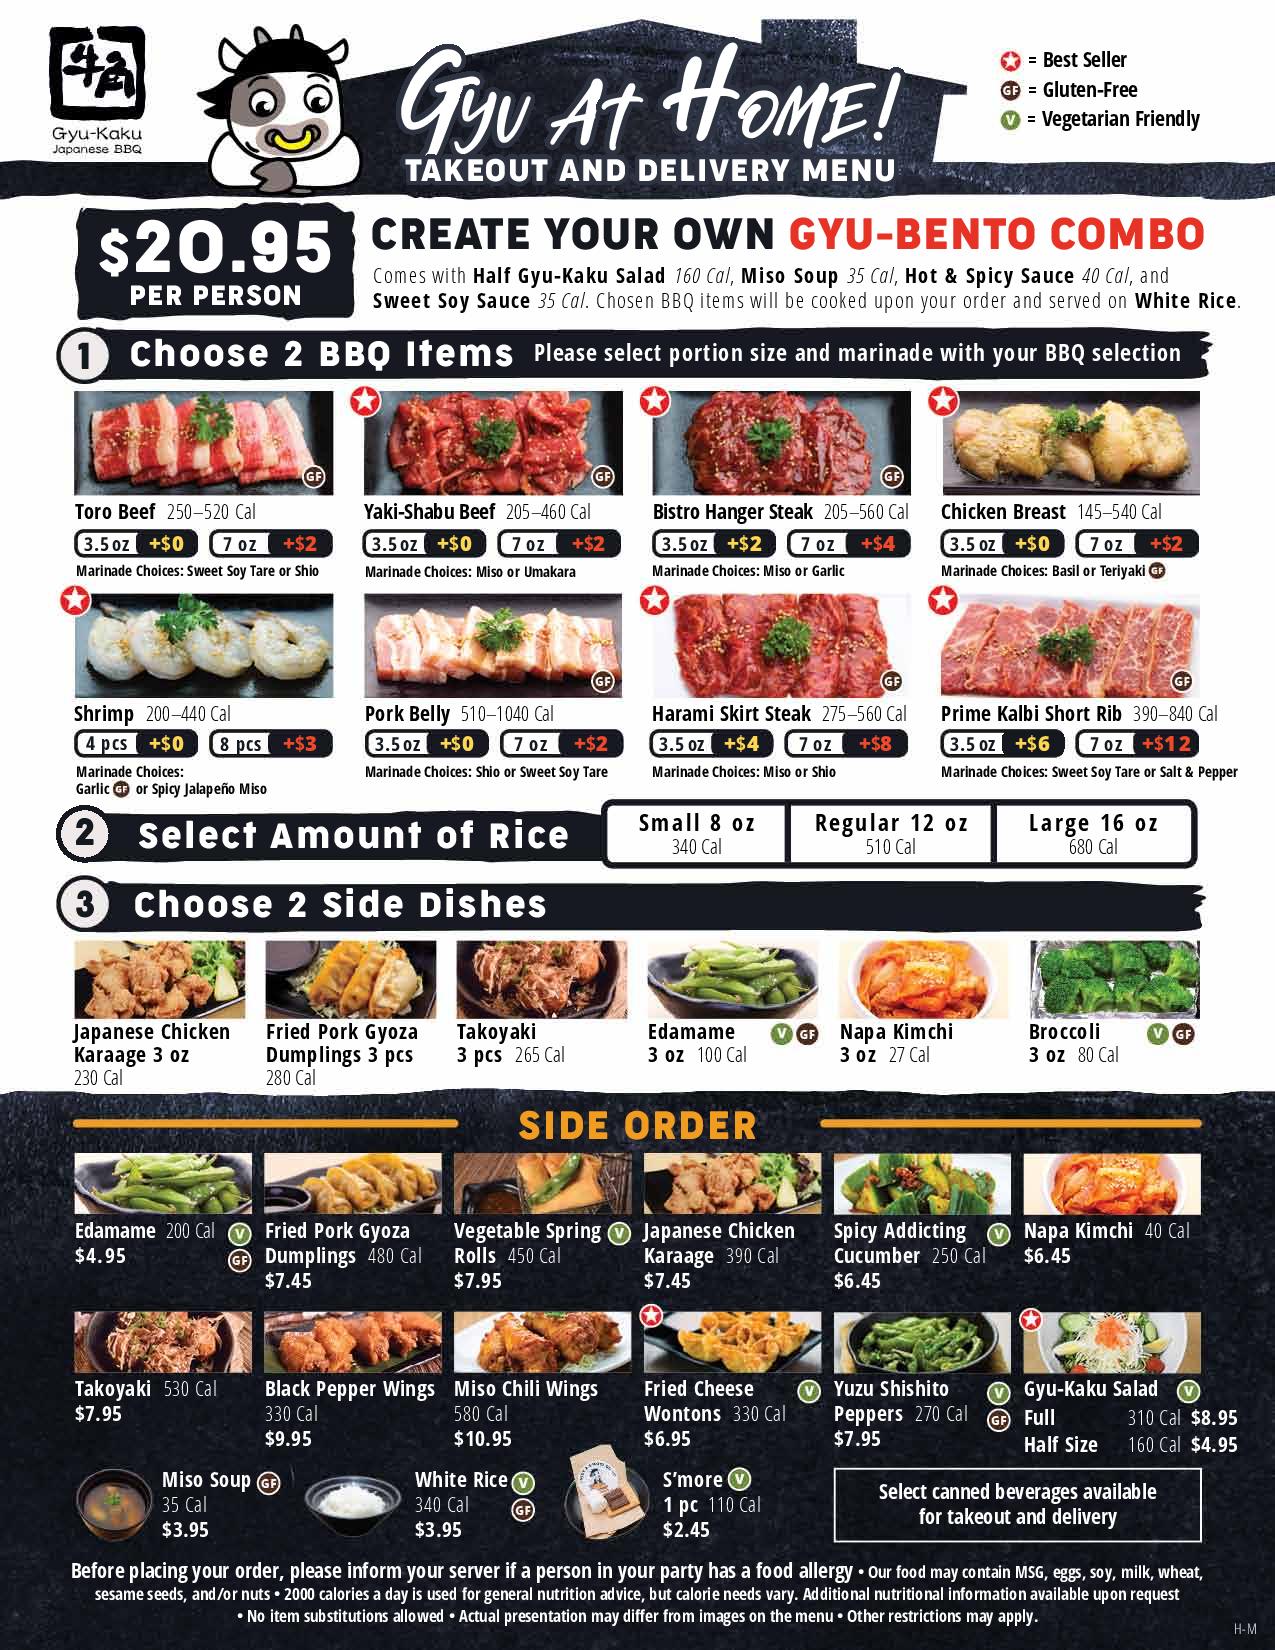 牛角
Gyu-Kaku
Japanese BBQ
GYU AT HOME!
TAKEOUT AND DELIVERY MENU
= Best Seller
GF = Gluten-Free
V = Vegetarian Friendly
$20.95
PER PERSON
CREATE YOUR OWN GYU-BENTO COMBO
Comes with Half Gyu-Kaku Salad 160 Cal, Miso Soup 35 Cal, Hot & Spicy Sauce 40 Cal, and
Sweet Soy Sauce 35 Cal. Chosen BBQ items will be cooked upon your order and served on White Rice.
1 Choose 2 BBQ Items Please select portion size and marinade with your BBQ selection
GF
Toro Beef 250–520 Cal
3.5 oz +$0 7 oz +$2
Marinade Choices: Sweet Soy Tare or Shio
GF
Yaki-Shabu Beef 205–460 Cal
3.5 oz +$0 7 oz +$2
Marinade Choices: Miso or Umakara
GF
Bistro Hanger Steak 205–560 Cal
3.5 oz +$2 7 oz +$4
Marinade Choices: Miso or Garlic
Chicken Breast 145–540 Cal
3.5 oz +$0 7 oz +$2
Marinade Choices: Basil or Teriyaki GF
Shrimp 200–440 Cal
4 pcs +$0 8 pcs +$3
Marinade Choices:
Garlic GF or Spicy Jalapeño Miso
GF
Pork Belly 510–1040 Cal
3.5 oz +$0 7 oz +$2
Marinade Choices: Shio or Sweet Soy Tare
GF
Harami Skirt Steak 275–560 Cal
3.5 oz +$4 7 oz +$8
Marinade Choices: Miso or Shio
GF
Prime Kalbi Short Rib 390–840 Cal
3.5 oz +$6 7 oz +$12
Marinade Choices: Sweet Soy Tare or Salt & Pepper
2 Select Amount of Rice
Small 8 oz
340 Cal
Regular 12 oz
510 Cal
Large 16 oz
680 Cal
3 Choose 2 Side Dishes
Japanese Chicken
Karaage 3 oz
230 Cal
Fried Pork Gyoza
Dumplings 3 pcs
280 Cal
Takoyaki
3 pcs 265 Cal
Edamame V GF
3 oz 100 Cal
Napa Kimchi
3 oz 27 Cal
Broccoli V GF
3 oz 80 Cal
SIDE ORDER
Edamame 200 Cal V
$4.95 GF
Fried Pork Gyoza
Dumplings 480 Cal
$7.45
Vegetable Spring V
Rolls 450 Cal
$7.95
Japanese Chicken
Karaage 390 Cal
$7.45
Spicy Addicting V
Cucumber 250 Cal
$6.45
Napa Kimchi 40 Cal
$6.45
Takoyaki 530 Cal
$7.95
Black Pepper Wings
330 Cal
$9.95
Miso Chili Wings
580 Cal
$10.95
Fried Cheese V
Wontons 330 Cal
$6.95
Yuzu Shishito V
Peppers 270 Cal GF
$7.95
Gyu-Kaku Salad V
Full 310 Cal $8.95
Half Size 160 Cal $4.95
Miso Soup GF
35 Cal
$3.95
White Rice V
340 Cal GF
$3.95
S'more V
1 pc 110 Cal
$2.45
Select canned beverages available
for takeout and delivery
Before placing your order, please inform your server if a person in your party has a food allergy • Our food may contain MSG, eggs, soy, milk, wheat,
sesame seeds, and/or nuts • 2000 calories a day is used for general nutrition advice, but calorie needs vary. Additional nutritional information available upon request
• No item substitutions allowed • Actual presentation may differ from images on the menu • Other restrictions may apply.
H-M